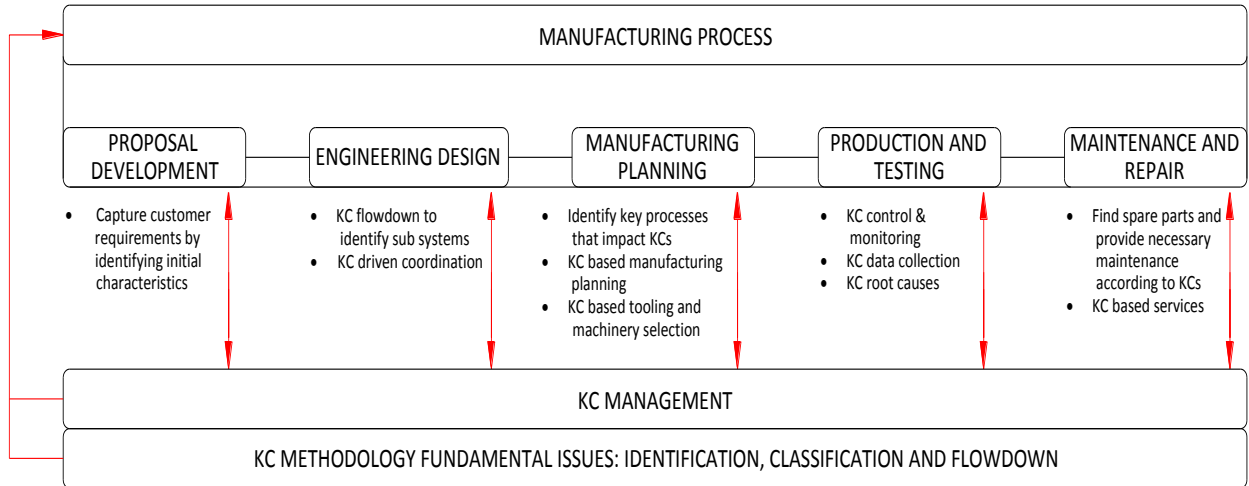 MANUFACTURING PROCESS
PROPOSAL
DEVELOPMENT
ENGINEERING DESIGN
MANUFACTURING
PLANNING
PRODUCTION AND
TESTING
MAINTENANCE AND
REPAIR
• Capture customer
requirements by
identifying initial
characteristics
• KC flowdown to
identify sub systems
• KC driven coordination
• Identify key processes
that impact KCs
• KC based manufacturing
planning
• KC based tooling and
machinery selection
• KC control &
monitoring
• KC data collection
• KC root causes
• Find spare parts and
provide necessary
maintenance
according to KCs
• KC based services
KC MANAGEMENT
KC METHODOLOGY FUNDAMENTAL ISSUES: IDENTIFICATION, CLASSIFICATION AND FLOWDOWN